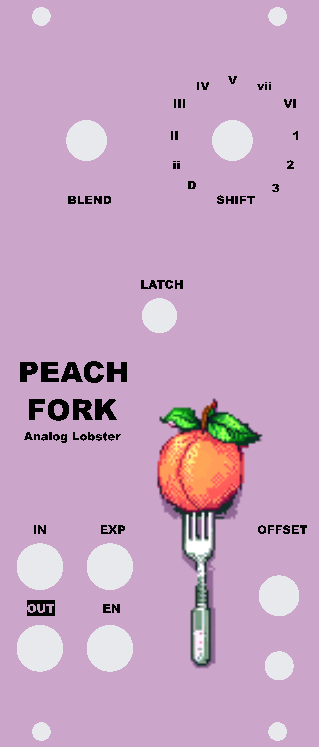 V
IV
vii
III
VI
II
1
ii
2
D
3
BLEND
SHIFT
LATCH
PEACH
FORK
Analog Lobster
IN
EXP
OFFSET
OUT
EN